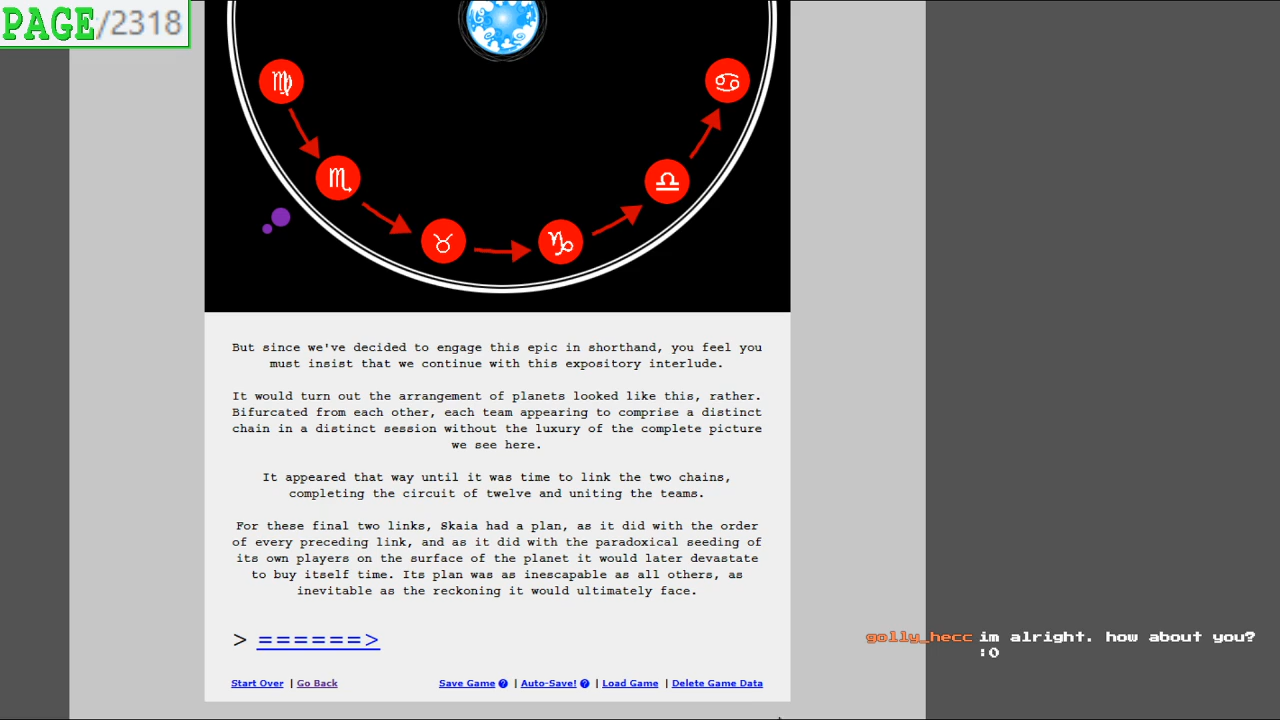 PAGE/2318
♍
♋
♏
♎
♉
♑
But since we've decided to engage this epic in shorthand, you feel you
must insist that we continue with this expository interlude.
It would turn out the arrangement of planets looked like this, rather.
Bifurcated from each other, each team appearing to comprise a distinct
chain in a distinct session without the luxury of the complete picture
we see here.
It appeared that way until it was time to link the two chains,
completing the circuit of twelve and uniting the teams.
For these final two links, Skaia had a plan, as it did with the order
of every preceding link, and as it did with the paradoxical seeding of
its own players on the surface of the planet it would later devastate
to buy itself time. Its plan was as inescapable as all others, as
inevitable as the reckoning it would ultimately face.
> ======>
Start Over | Go Back Save Game ? | Auto-Save! ? | Load Game | Delete Game Data
golly_hecc im alright. how about you?
:O